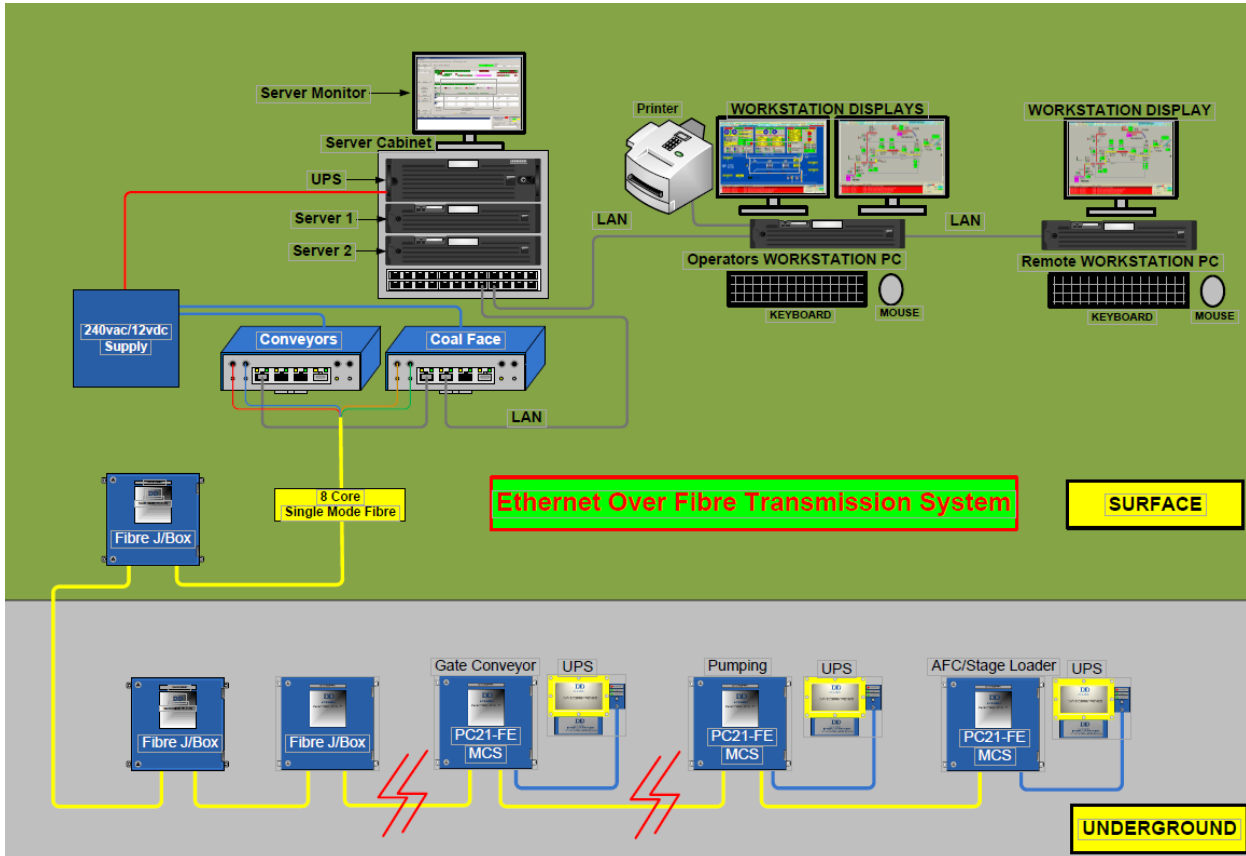 Server Monitor
Server Cabinet
UPS
Server 1
Server 2
Printer
WORKSTATION DISPLAYS
WORKSTATION DISPLAY
LAN
LAN
Operators WORKSTATION PC
Remote WORKSTATION PC
KEYBOARD
MOUSE
KEYBOARD
MOUSE
240vac/12vdc
Supply
Conveyors
Coal Face
LAN
8 Core
Single Mode Fibre
Ethernet Over Fibre Transmission System
SURFACE
Fibre J/Box
Gate Conveyor
UPS
Pumping
UPS
AFC/Stage Loader
UPS
Fibre J/Box
Fibre J/Box
PC21-FE
MCS
PC21-FE
MCS
PC21-FE
MCS
UNDERGROUND